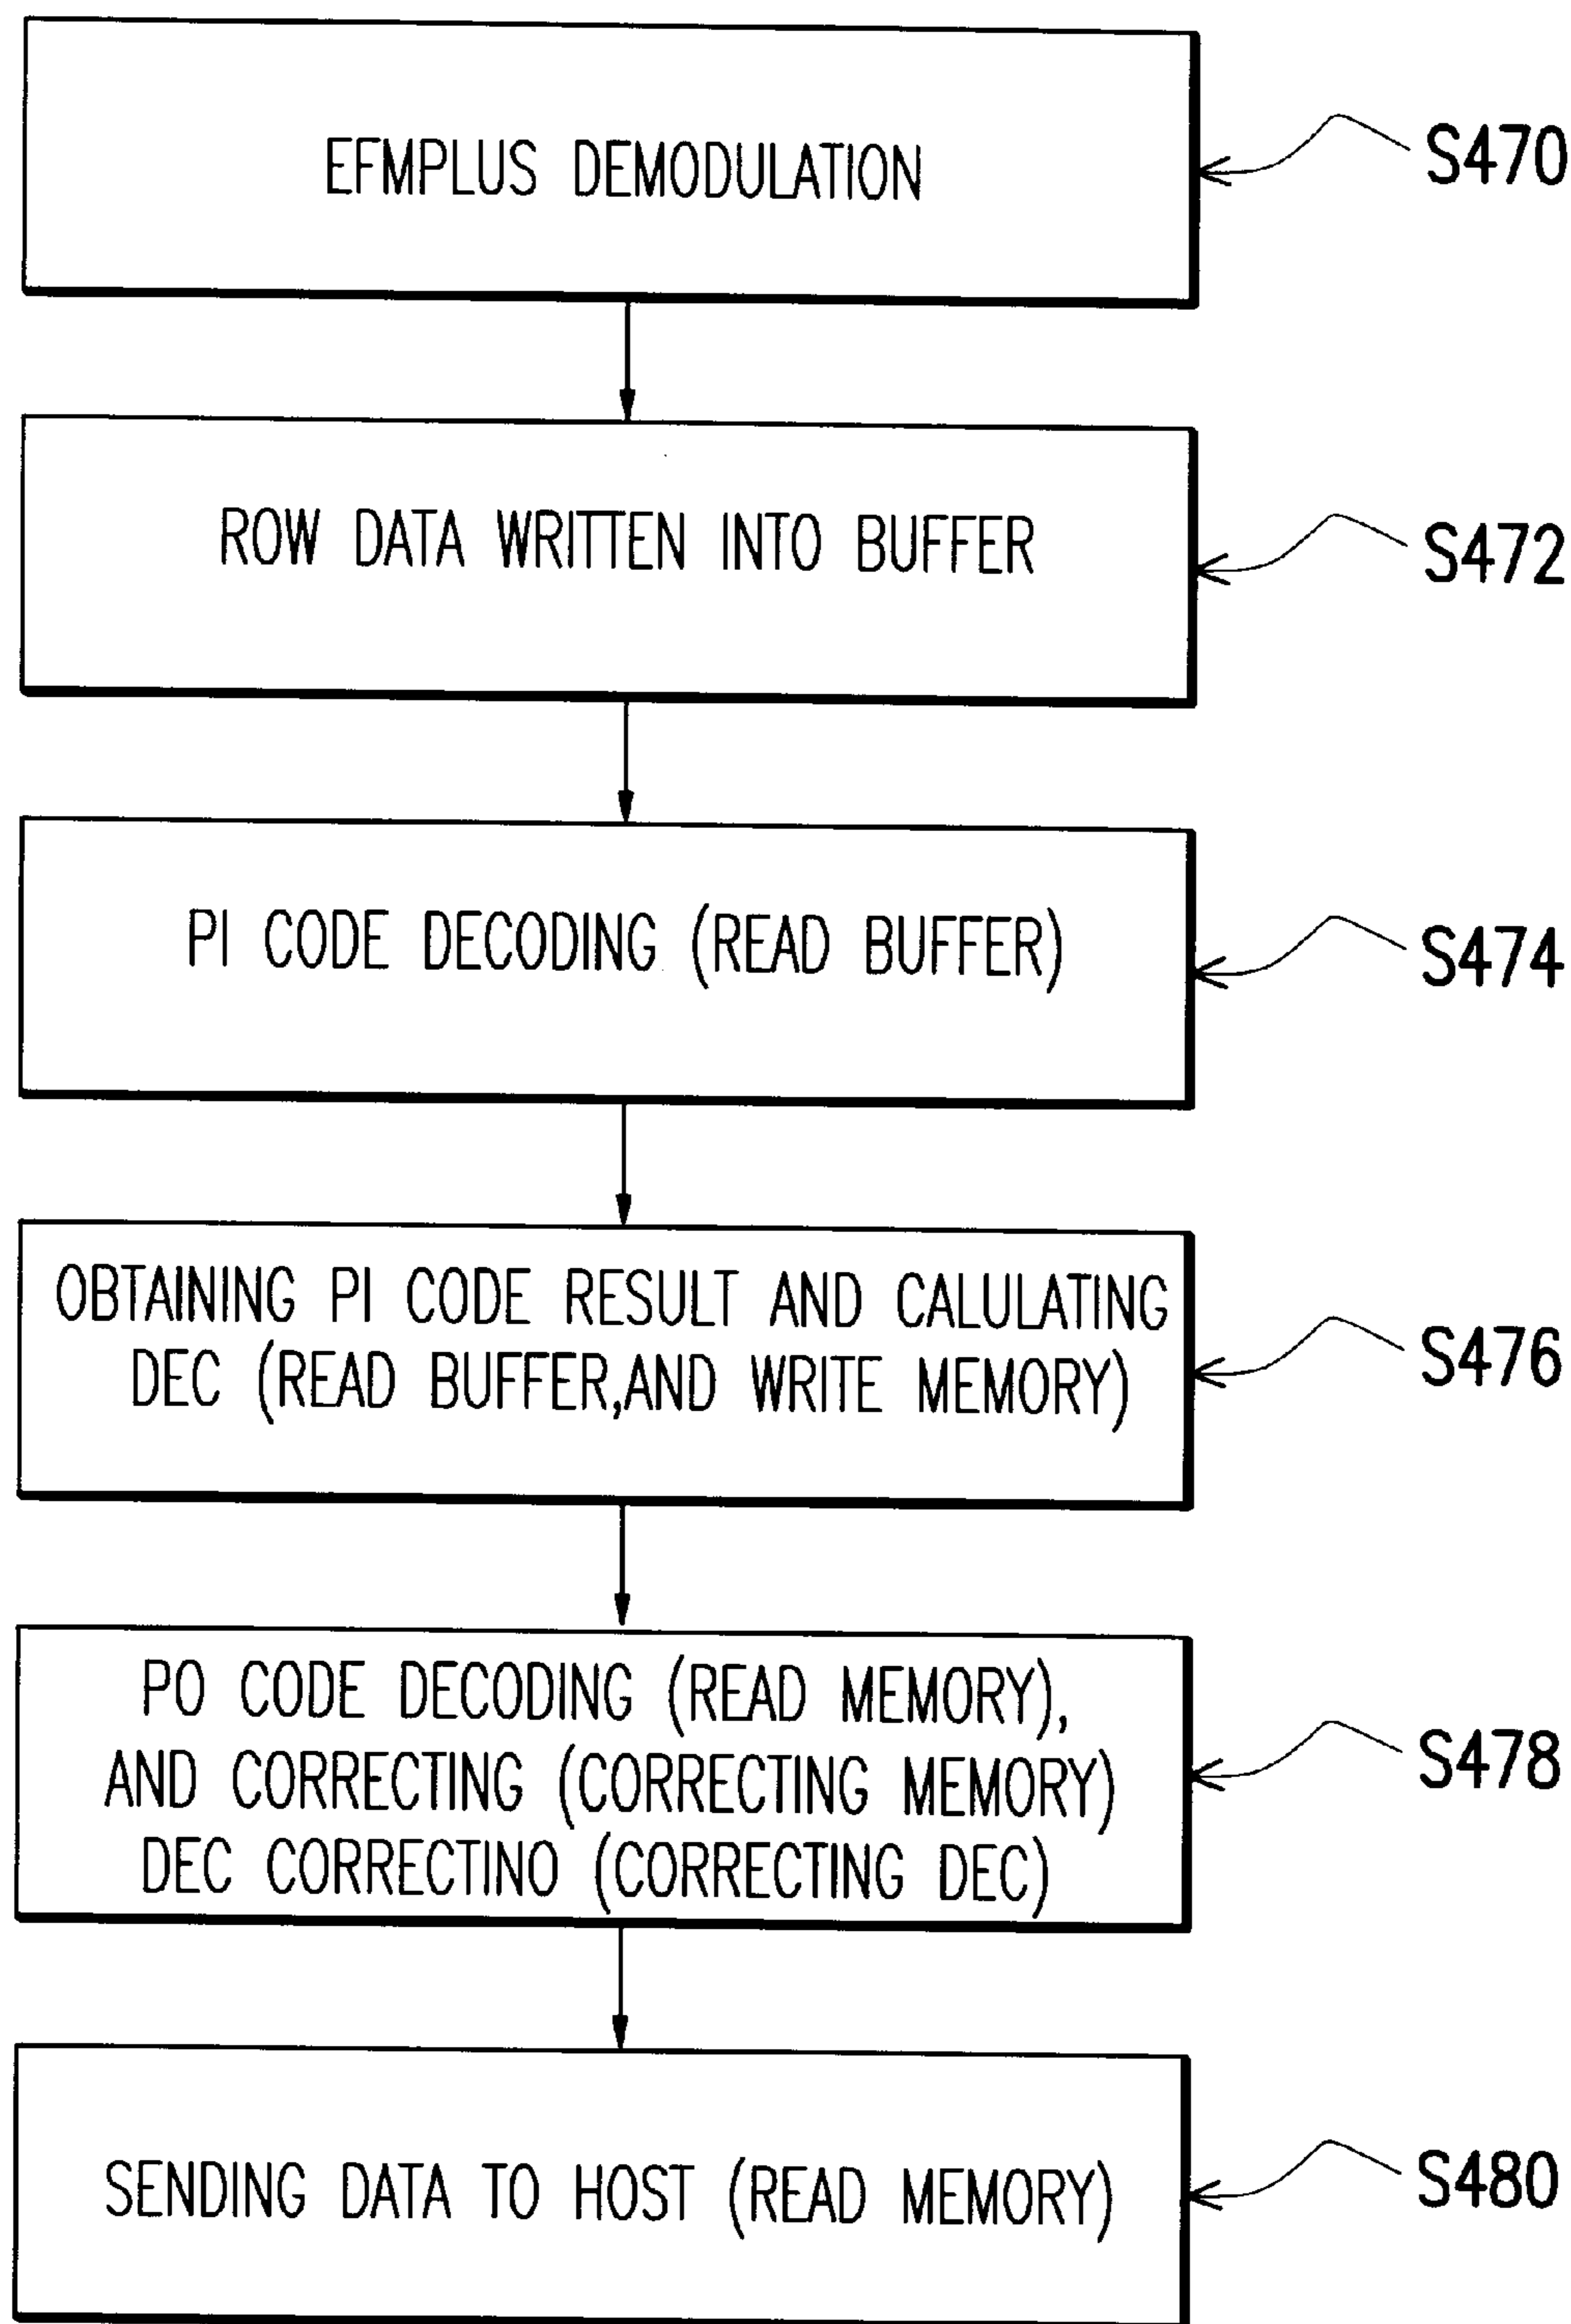 EFMPLUS DEMODULATION
S470
ROW DATA WRITTEN INTO BUFFER
S472
PI CODE DECODING (READ BUFFER)
S474
OBTAINING PI CODE RESULT AND CALULATING
DEC (READ BUFFER,AND WRITE MEMORY)
S476
PO CODE DECODING (READ MEMORY),
AND CORRECTING (CORRECTING MEMORY)
DEC CORRECTINO (CORRECTING DEC)
S478
SENDING DATA TO HOST (READ MEMORY)
S480